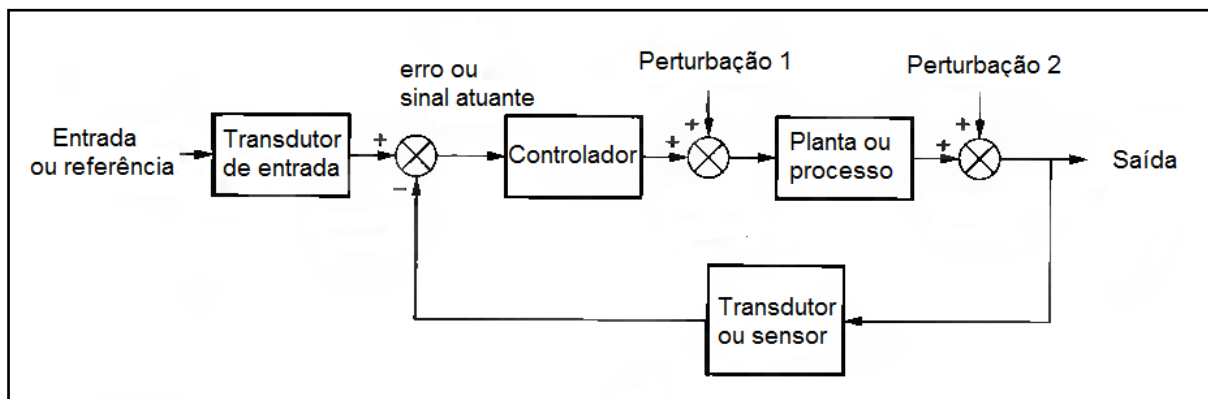 Perturbação 1
Perturbação 2
erro ou
sinal atuante
Entrada
ou referência
Transdutor
de entrada
+
−
Controlador
+
+
Planta ou
processo
+
+
Saída
Transdutor
ou sensor